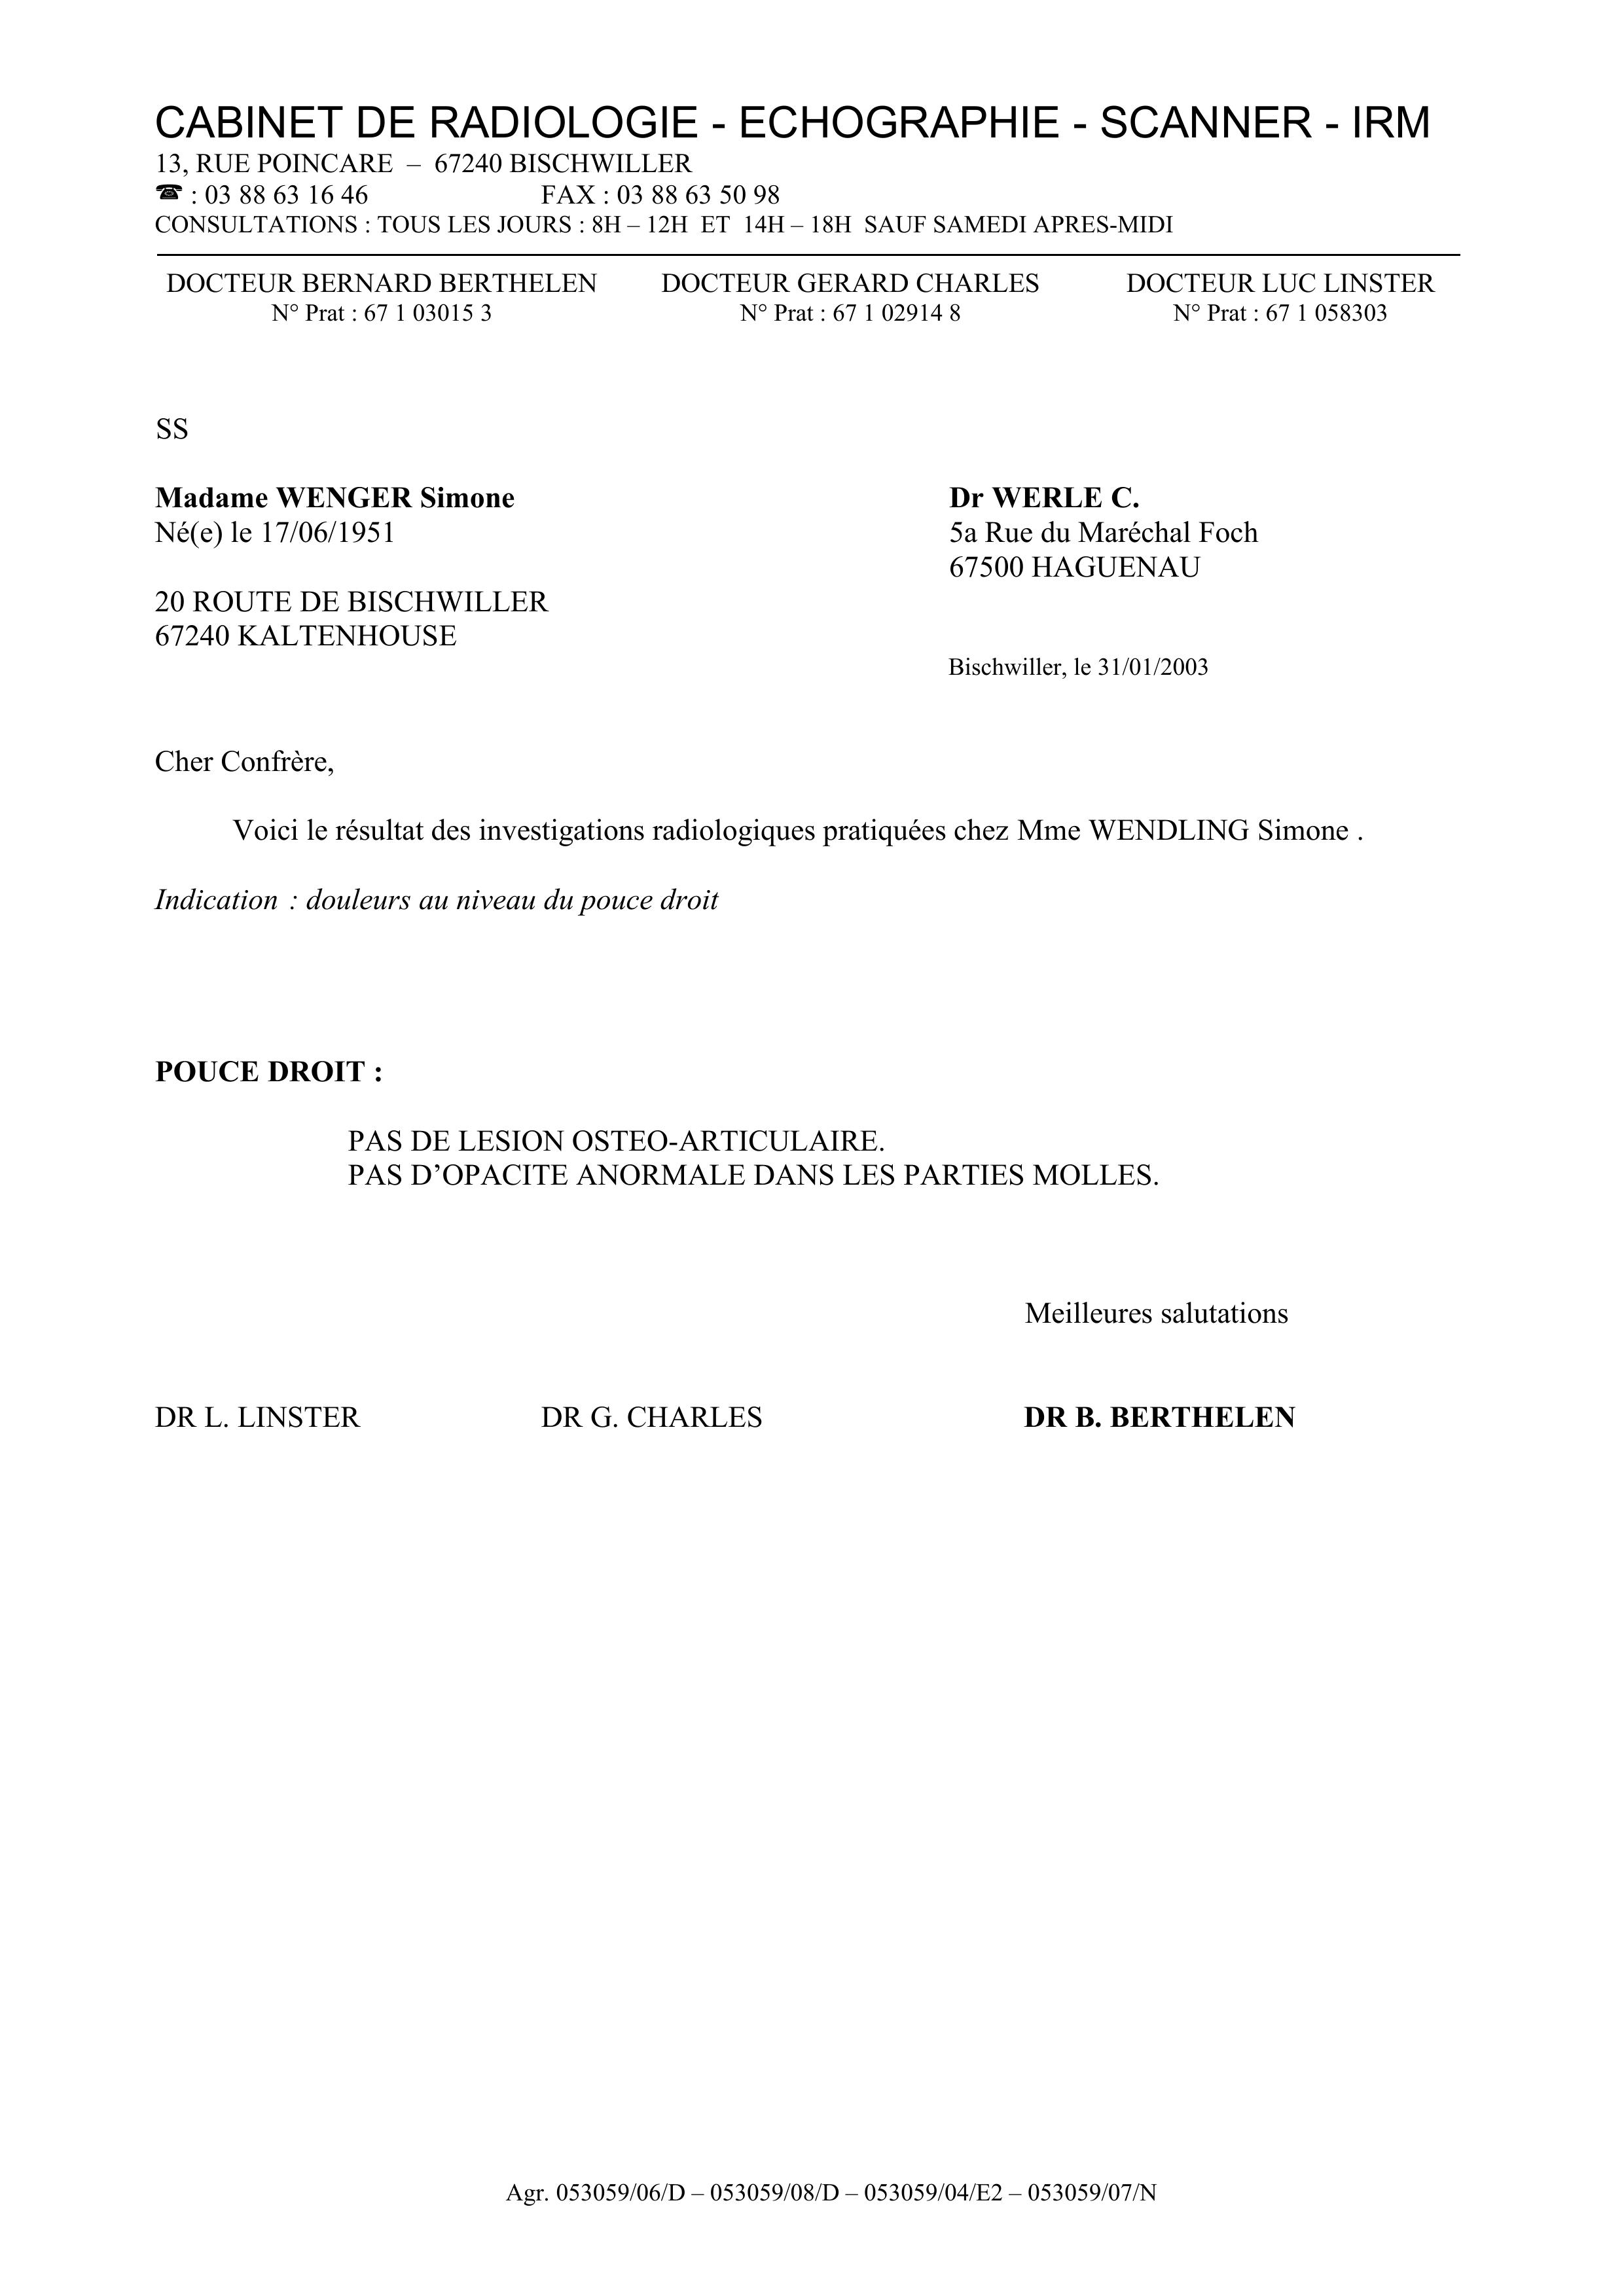 CABINET DE RADIOLOGIE - ECHOGRAPHIE - SCANNER - IRM
13, RUE POINCARE – 67240 BISCHWILLER
☎ : 03 88 63 16 46 FAX : 03 88 63 50 98
CONSULTATIONS : TOUS LES JOURS : 8H – 12H ET 14H – 18H SAUF SAMEDI APRES-MIDI
DOCTEUR BERNARD BERTHELEN DOCTEUR GERARD CHARLES DOCTEUR LUC LINSTER
N° Prat : 67 1 03015 3 N° Prat : 67 1 02914 8 N° Prat : 67 1 058303
SS
Madame WENGER Simone
Né(e) le 17/06/1951
20 ROUTE DE BISCHWILLER
67240 KALTENHOUSE
Dr WERLE C.
5a Rue du Maréchal Foch
67500 HAGUENAU
Bischwiller, le 31/01/2003
Cher Confrère,
Voici le résultat des investigations radiologiques pratiquées chez Mme WENDLING Simone .
Indication : douleurs au niveau du pouce droit
POUCE DROIT :
PAS DE LESION OSTEO-ARTICULAIRE.
PAS D’OPACITE ANORMALE DANS LES PARTIES MOLLES.
Meilleures salutations
DR L. LINSTER DR G. CHARLES DR B. BERTHELEN
Agr. 053059/06/D – 053059/08/D – 053059/04/E2 – 053059/07/N